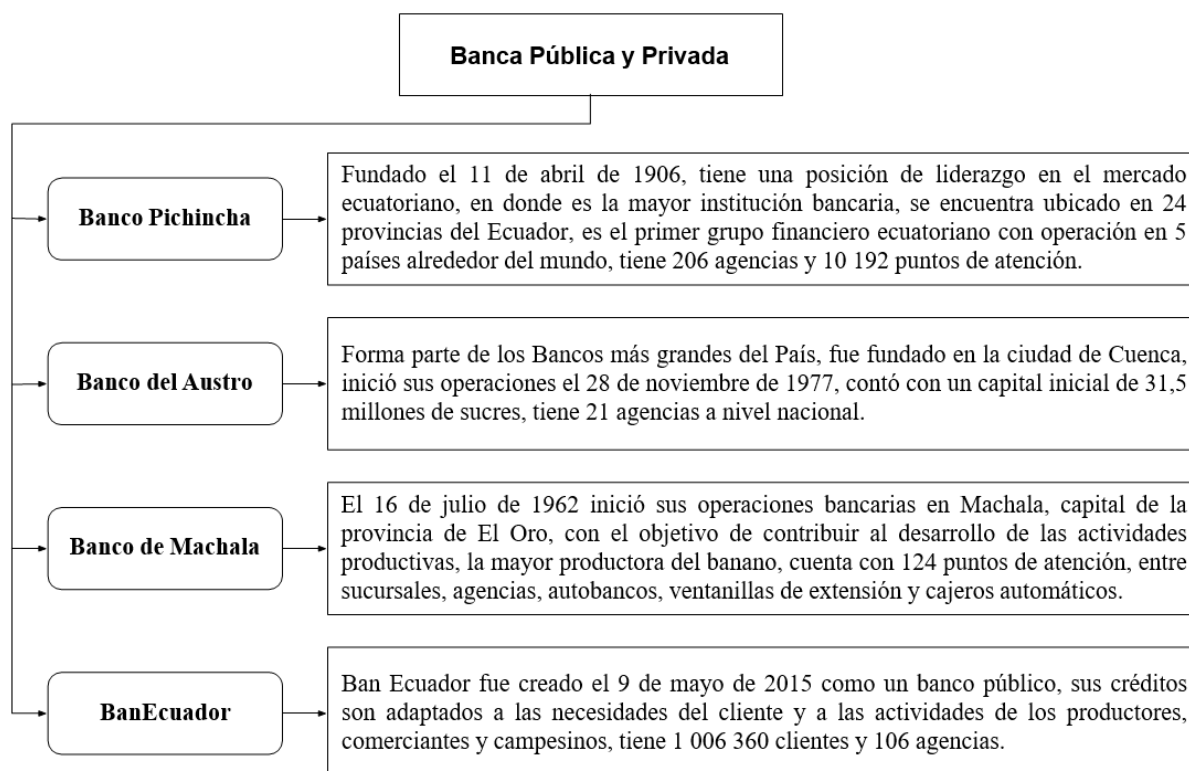 Banca Pública y Privada
Banco Pichincha
Fundado el 11 de abril de 1906, tiene una posición de liderazgo en el mercado
ecuatoriano, en donde es la mayor institución bancaria, se encuentra ubicado en 24
provincias del Ecuador, es el primer grupo financiero ecuatoriano con operación en 5
países alrededor del mundo, tiene 206 agencias y 10 192 puntos de atención.
Banco del Austro
Forma parte de los Bancos más grandes del País, fue fundado en la ciudad de Cuenca,
inició sus operaciones el 28 de noviembre de 1977, contó con un capital inicial de 31,5
millones de sucres, tiene 21 agencias a nivel nacional.
Banco de Machala
El 16 de julio de 1962 inició sus operaciones bancarias en Machala, capital de la
provincia de El Oro, con el objetivo de contribuir al desarrollo de las actividades
productivas, la mayor productora del banano, cuenta con 124 puntos de atención, entre
sucursales, agencias, autobancos, ventanillas de extensión y cajeros automáticos.
BanEcuador
Ban Ecuador fue creado el 9 de mayo de 2015 como un banco público, sus créditos
son adaptados a las necesidades del cliente y a las actividades de los productores,
comerciantes y campesinos, tiene 1 006 360 clientes y 106 agencias.